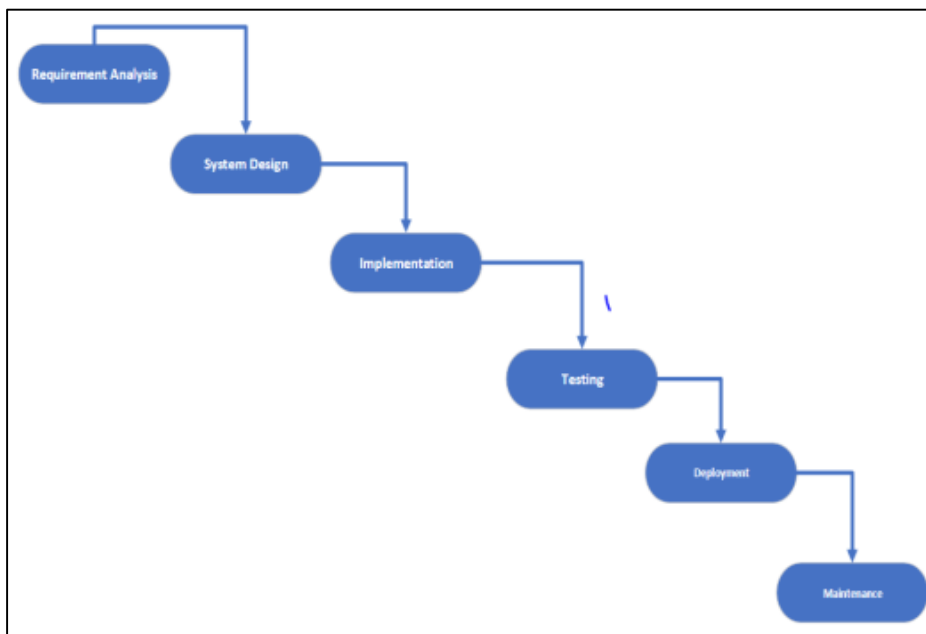 Requirement Analysis
System Design
Implementation
Testing
Deployment
Maintenance